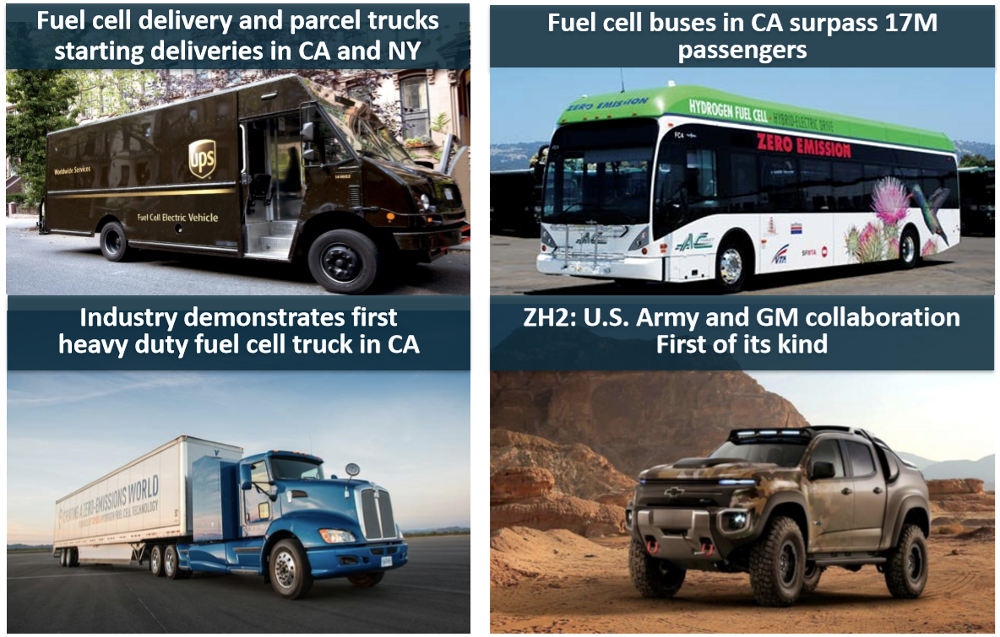 Fuel cell delivery and parcel trucks
starting deliveries in CA and NY
ups
Worldwide Services
Fuel Cell Electric Vehicle
Fuel cell buses in CA surpass 17M
passengers
ZERO EMISSION
HYDROGEN FUEL CELL HYBRID-ELECTRIC DRIVE
FC4
ZERO EMISSION
AC
VTA
SFMTA
Industry demonstrates first
heavy duty fuel cell truck in CA
CREATING A ZERO-EMISSIONS WORLD
HYDROGEN FUEL CELL TECHNOLOGY
ZH2: U.S. Army and GM collaboration
First of its kind